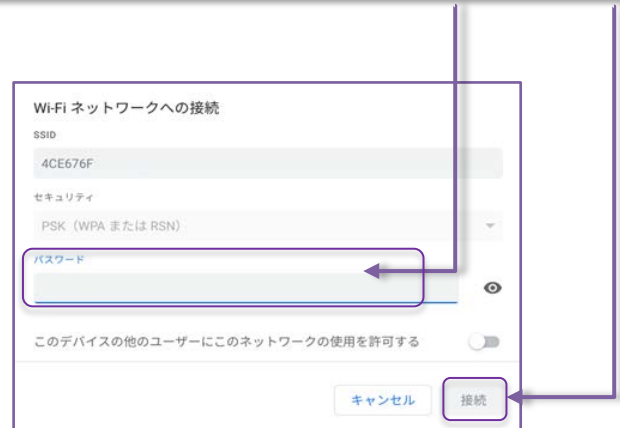 Wi-Fi ネットワークへの接続
SSID
4CE676F
セキュリティ
PSK（WPA または RSN）
パスワード
このデバイスの他のユーザーにこのネットワークの使用を許可する
キャンセル 接続